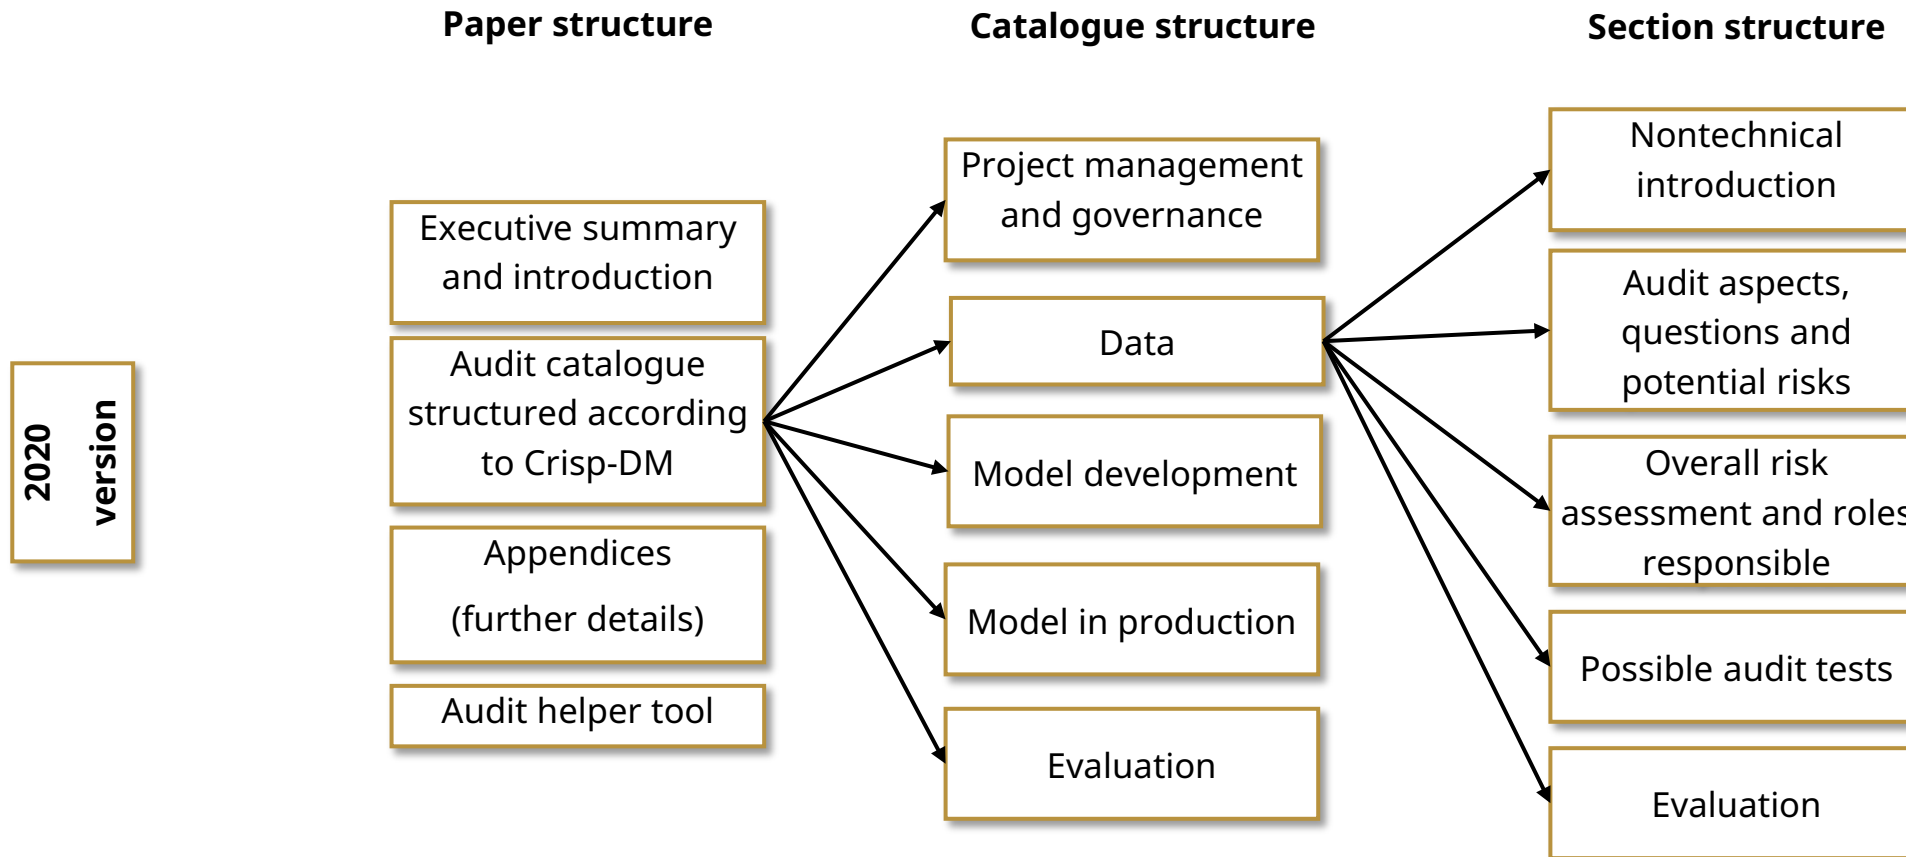 Paper structure
Catalogue structure
Section structure
2020
version
Executive summary
and introduction
Audit catalogue
structured according
to Crisp-DM
Appendices
(further details)
Audit helper tool
Project management
and governance
Data
Model development
Model in production
Evaluation
Nontechnical
introduction
Audit aspects,
questions and
potential risks
Overall risk
assessment and roles
responsible
Possible audit tests
Evaluation